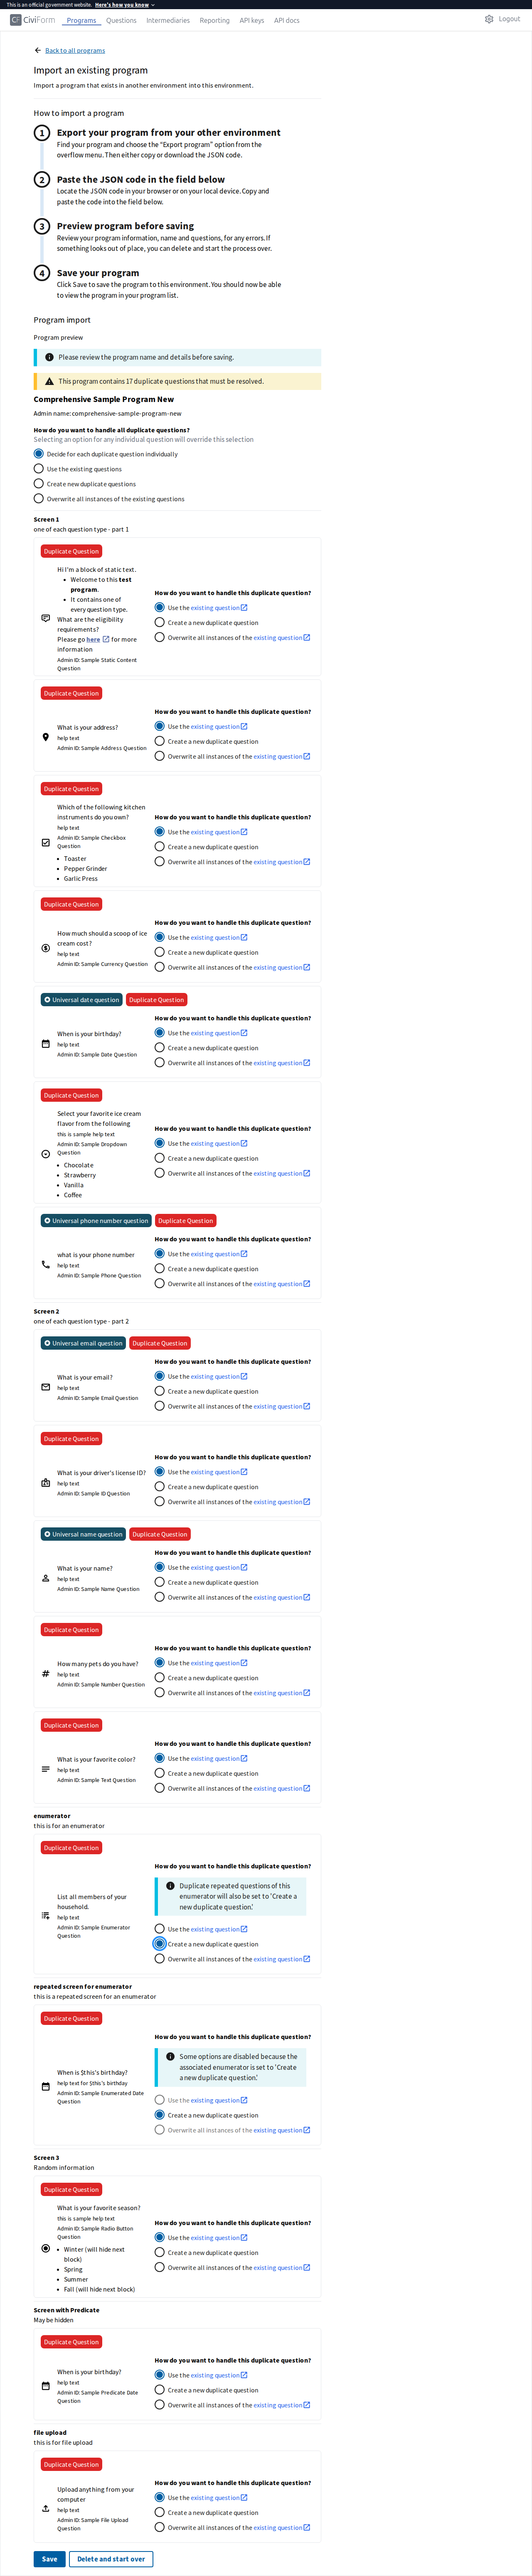 This is an official government website. Here's how you know
CF CiviForm Programs Questions Intermediaries Reporting API keys API docs Logout
Back to all programs
Import an existing program
Import a program that exists in another environment into this environment.
How to import a program
1 Export your program from your other environment
Find your program and choose the “Export program” option from the
overflow menu. Then either copy or download the JSON code.
2 Paste the JSON code in the field below
Locate the JSON code in your browser or on your local device. Copy and
paste the code into the field below.
3 Preview program before saving
Review your program information, name and questions, for any errors. If
something looks out of place, you can delete and start the process over.
4 Save your program
Click Save to save the program to this environment. You should now be able
to view the program in your program list.
Program import
Program preview
Please review the program name and details before saving.
This program contains 17 duplicate questions that must be resolved.
Comprehensive Sample Program New
Admin name: comprehensive-sample-program-new
How do you want to handle all duplicate questions?
Selecting an option for any individual question will override this selection
Decide for each duplicate question individually
Use the existing questions
Create new duplicate questions
Overwrite all instances of the existing questions
Screen 1
one of each question type - part 1
Duplicate Question
Hi I'm a block of static text.
Welcome to this test
program.
It contains one of
every question type.
What are the eligibility
requirements?
Please go here for more
information
Admin ID: Sample Static Content
Question
How do you want to handle this duplicate question?
Use the existing question
Create a new duplicate question
Overwrite all instances of the existing question
Duplicate Question
What is your address?
help text
Admin ID: Sample Address Question
How do you want to handle this duplicate question?
Use the existing question
Create a new duplicate question
Overwrite all instances of the existing question
Duplicate Question
Which of the following kitchen
instruments do you own?
help text
Admin ID: Sample Checkbox
Question
Toaster
Pepper Grinder
Garlic Press
How do you want to handle this duplicate question?
Use the existing question
Create a new duplicate question
Overwrite all instances of the existing question
Duplicate Question
How much should a scoop of ice
cream cost?
help text
Admin ID: Sample Currency Question
How do you want to handle this duplicate question?
Use the existing question
Create a new duplicate question
Overwrite all instances of the existing question
Universal date question Duplicate Question
When is your birthday?
help text
Admin ID: Sample Date Question
How do you want to handle this duplicate question?
Use the existing question
Create a new duplicate question
Overwrite all instances of the existing question
Duplicate Question
Select your favorite ice cream
flavor from the following
this is sample help text
Admin ID: Sample Dropdown
Question
Chocolate
Strawberry
Vanilla
Coffee
How do you want to handle this duplicate question?
Use the existing question
Create a new duplicate question
Overwrite all instances of the existing question
Universal phone number question Duplicate Question
what is your phone number
help text
Admin ID: Sample Phone Question
How do you want to handle this duplicate question?
Use the existing question
Create a new duplicate question
Overwrite all instances of the existing question
Screen 2
one of each question type - part 2
Universal email question Duplicate Question
What is your email?
help text
Admin ID: Sample Email Question
How do you want to handle this duplicate question?
Use the existing question
Create a new duplicate question
Overwrite all instances of the existing question
Duplicate Question
What is your driver's license ID?
help text
Admin ID: Sample ID Question
How do you want to handle this duplicate question?
Use the existing question
Create a new duplicate question
Overwrite all instances of the existing question
Universal name question Duplicate Question
What is your name?
help text
Admin ID: Sample Name Question
How do you want to handle this duplicate question?
Use the existing question
Create a new duplicate question
Overwrite all instances of the existing question
Duplicate Question
How many pets do you have?
help text
Admin ID: Sample Number Question
How do you want to handle this duplicate question?
Use the existing question
Create a new duplicate question
Overwrite all instances of the existing question
Duplicate Question
What is your favorite color?
help text
Admin ID: Sample Text Question
How do you want to handle this duplicate question?
Use the existing question
Create a new duplicate question
Overwrite all instances of the existing question
enumerator
this is for an enumerator
Duplicate Question
List all members of your
household.
help text
Admin ID: Sample Enumerator
Question
How do you want to handle this duplicate question?
Duplicate repeated questions of this
enumerator will also be set to 'Create a
new duplicate question.'
Use the existing question
Create a new duplicate question
Overwrite all instances of the existing question
repeated screen for enumerator
this is a repeated screen for an enumerator
Duplicate Question
When is $this's birthday?
help text for $this's birthday
Admin ID: Sample Enumerated Date
Question
How do you want to handle this duplicate question?
Some options are disabled because the
associated enumerator is set to 'Create
a new duplicate question.'
Use the existing question
Create a new duplicate question
Overwrite all instances of the existing question
Screen 3
Random information
Duplicate Question
What is your favorite season?
this is sample help text
Admin ID: Sample Radio Button
Question
Winter (will hide next
block)
Spring
Summer
Fall (will hide next block)
How do you want to handle this duplicate question?
Use the existing question
Create a new duplicate question
Overwrite all instances of the existing question
Screen with Predicate
May be hidden
Duplicate Question
When is your birthday?
help text
Admin ID: Sample Predicate Date
Question
How do you want to handle this duplicate question?
Use the existing question
Create a new duplicate question
Overwrite all instances of the existing question
file upload
this is for file upload
Duplicate Question
Upload anything from your
computer
help text
Admin ID: Sample File Upload
Question
How do you want to handle this duplicate question?
Use the existing question
Create a new duplicate question
Overwrite all instances of the existing question
Save Delete and start over